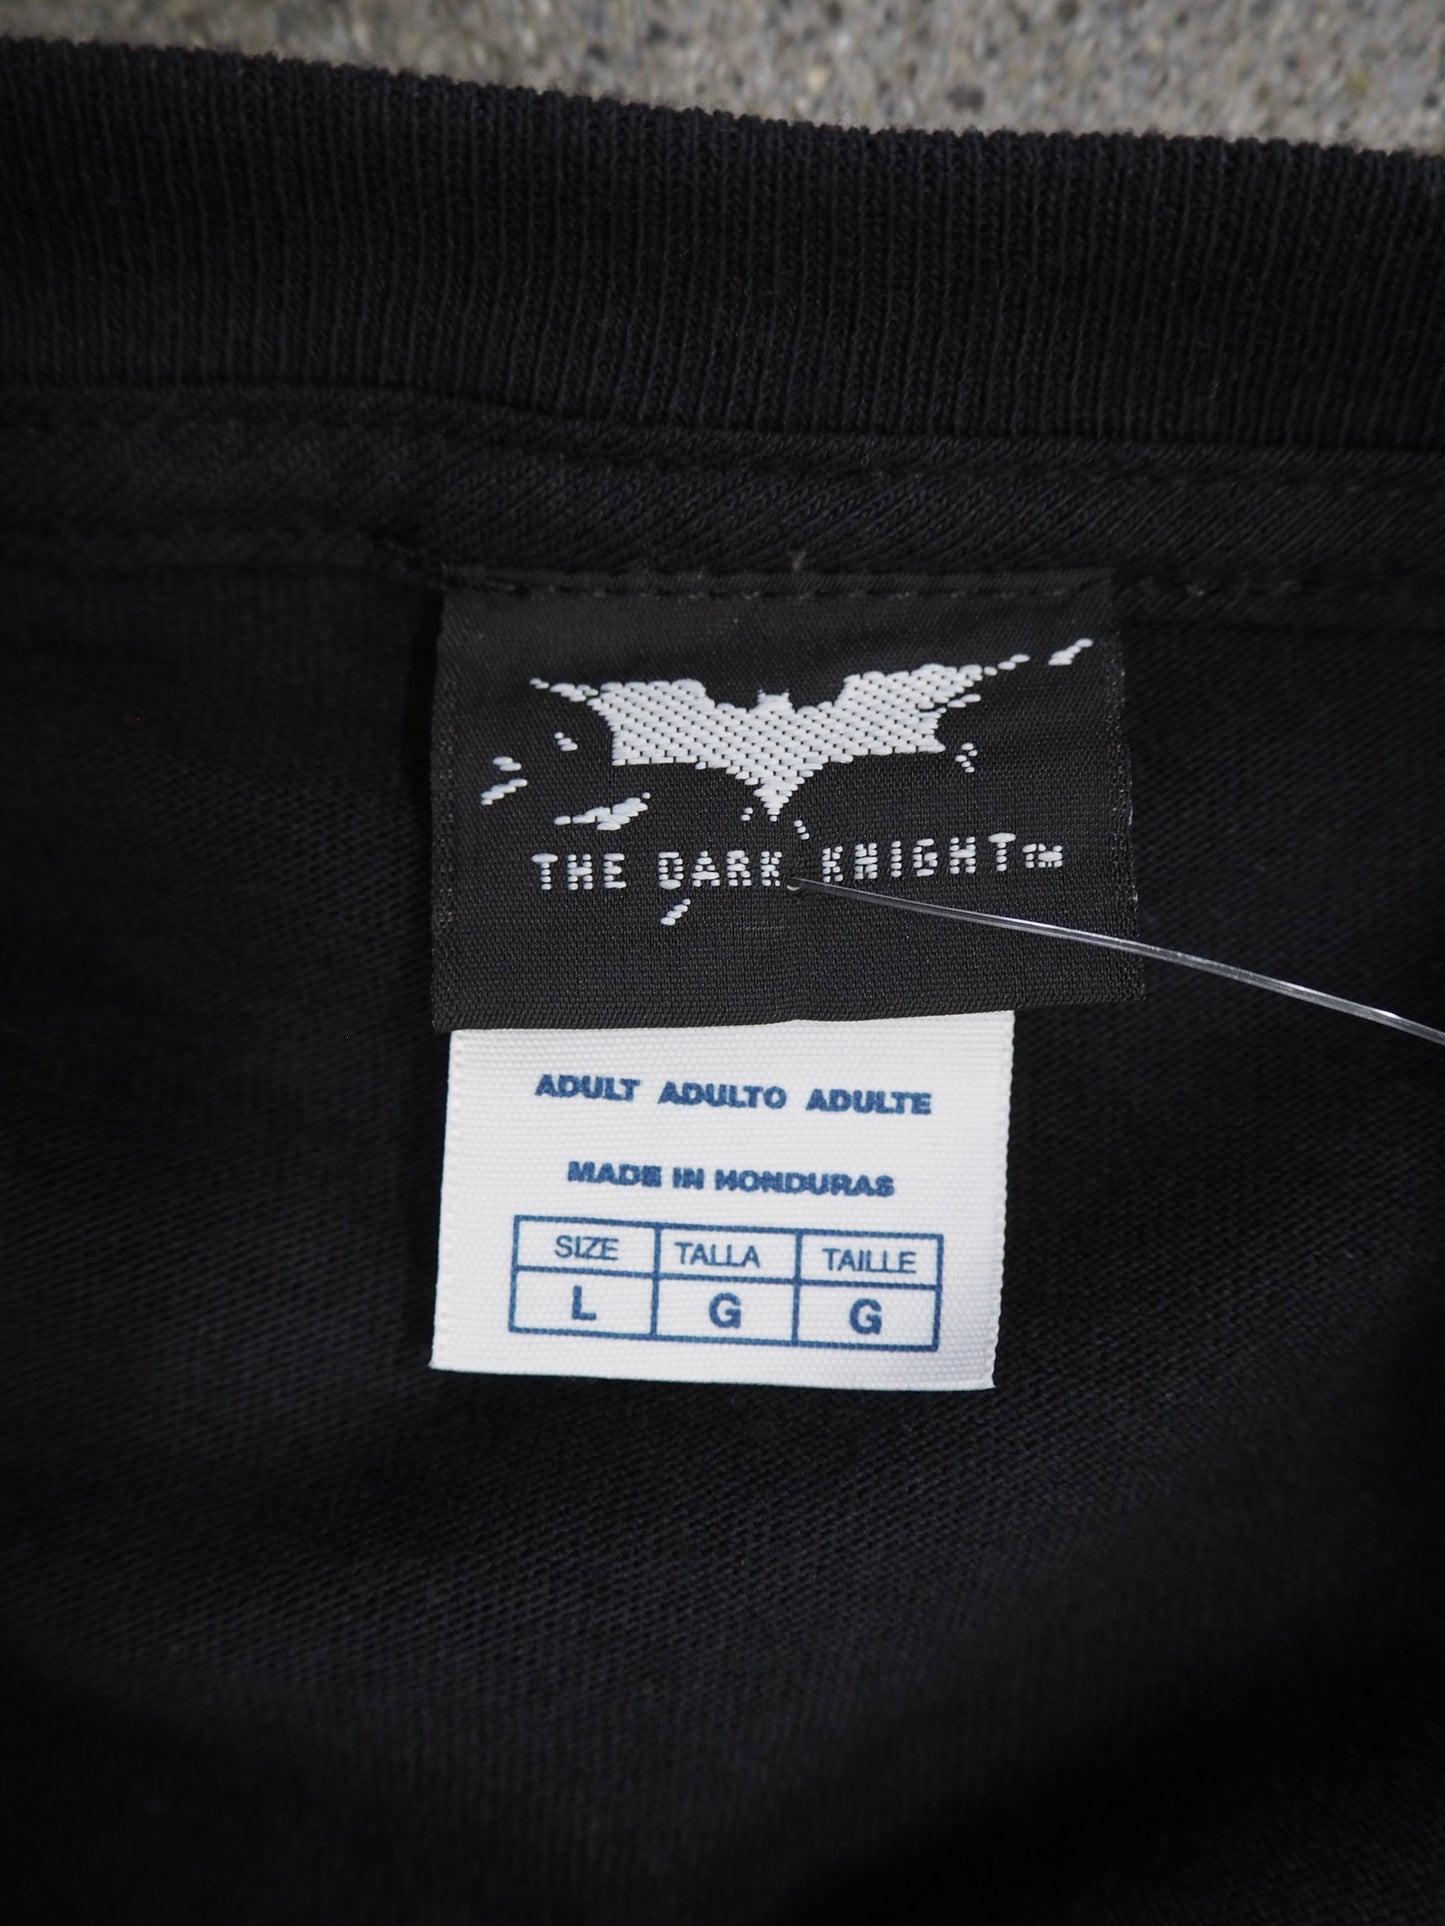 THE DARK KNIGHT™
ADULT ADULTO ADULTE
MADE IN HONDURAS
SIZE TALLA TAILLE
L G G